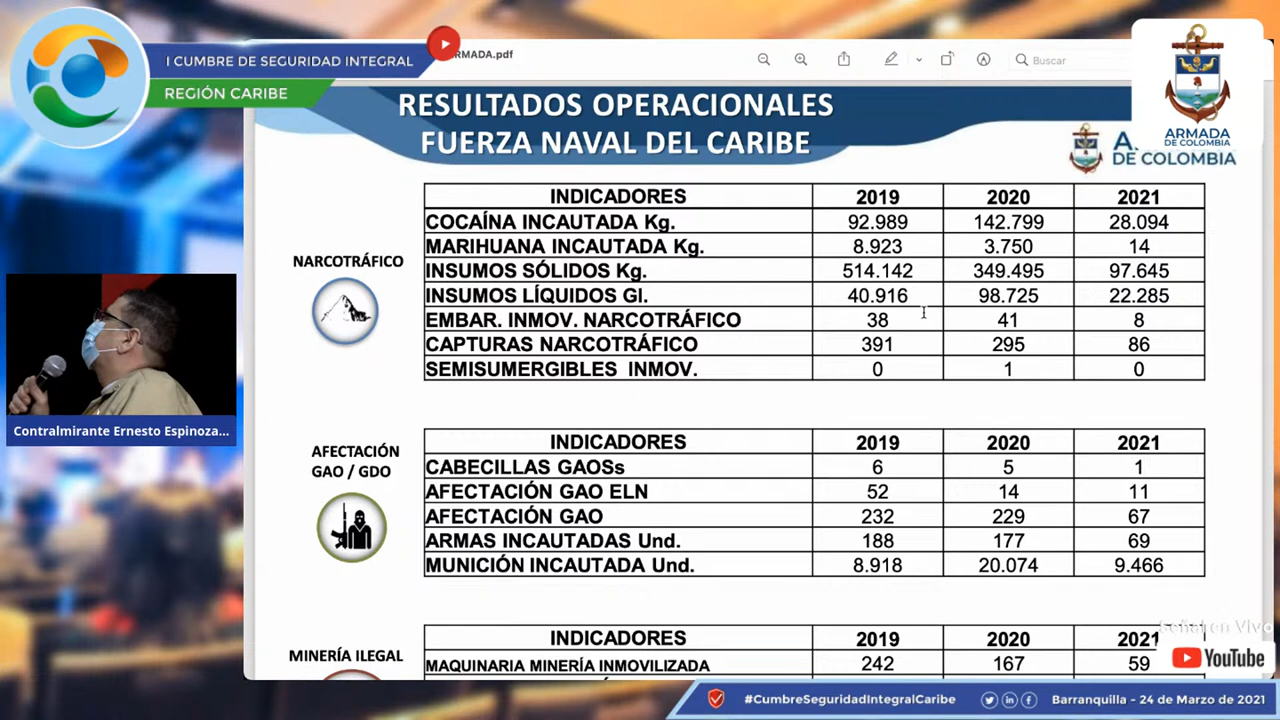 I CUMBRE DE SEGURIDAD INTEGRAL
REGIÓN CARIBE
RMADA.pdf
Buscar
ARMADA
DE COLOMBIA
A.
DE COLOMBIA
RESULTADOS OPERACIONALES
FUERZA NAVAL DEL CARIBE
NARCOTRÁFICO
INDICADORES 2019 2020 2021
COCAÍNA INCAUTADA Kg. 92.989 142.799 28.094
MARIHUANA INCAUTADA Kg. 8.923 3.750 14
INSUMOS SÓLIDOS Kg. 514.142 349.495 97.645
INSUMOS LÍQUIDOS Gl. 40.916 98.725 22.285
EMBAR. INMOV. NARCOTRÁFICO 38 41 8
CAPTURAS NARCOTRÁFICO 391 295 86
SEMISUMERGIBLES INMOV. 0 1 0
Contralmirante Ernesto Espinoza...
AFECTACIÓN
GAO / GDO
INDICADORES 2019 2020 2021
CABECILLAS GAOSs 6 5 1
AFECTACIÓN GAO ELN 52 14 11
AFECTACIÓN GAO 232 229 67
ARMAS INCAUTADAS Und. 188 177 69
MUNICIÓN INCAUTADA Und. 8.918 20.074 9.466
MINERÍA ILEGAL
INDICADORES 2019 2020 2021
MAQUINARIA MINERÍA INMOVILIZADA 242 167 59
Señal en Vivo
YouTube
#CumbreSeguridadIntegralCaribe
Barranquilla - 24 de Marzo de 2021